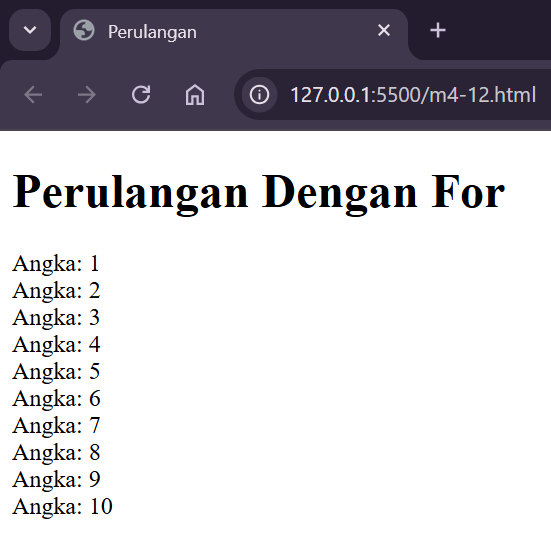 Perulangan
127.0.0.1:5500/m4-12.html
Perulangan Dengan For
Angka: 1
Angka: 2
Angka: 3
Angka: 4
Angka: 5
Angka: 6
Angka: 7
Angka: 8
Angka: 9
Angka: 10